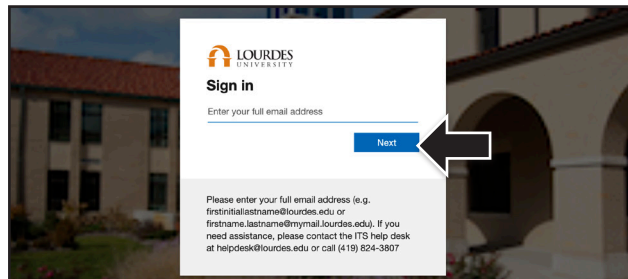 LOURDES
UNIVERSITY
Sign in
Enter your full email address
Next
Please enter your full email address (e.g.
firstinitiallastname@lourdes.edu or
firstname.lastname@mymail.lourdes.edu). If you
need assistance, please contact the ITS help desk
at helpdesk@lourdes.edu or call (419) 824-3807